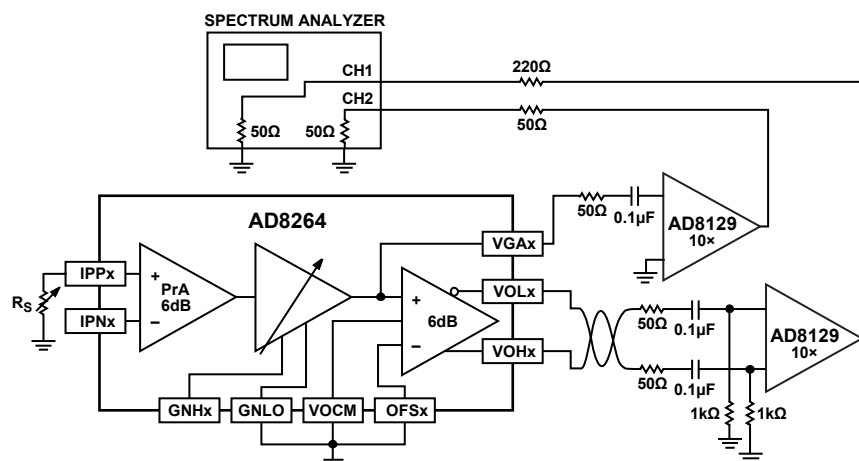 SPECTRUM ANALYZER
CH1
220Ω
CH2
50Ω
50Ω
50Ω
AD8264
VGAx
50Ω
0.1µF
AD8129
10×
IPPx
PrA
6dB
RS
IPNx
VOLx
6dB
VOHx
50Ω
0.1µF
AD8129
10×
50Ω
0.1µF
GNHx
GNLO
VOCM
OFSx
1kΩ
1kΩ